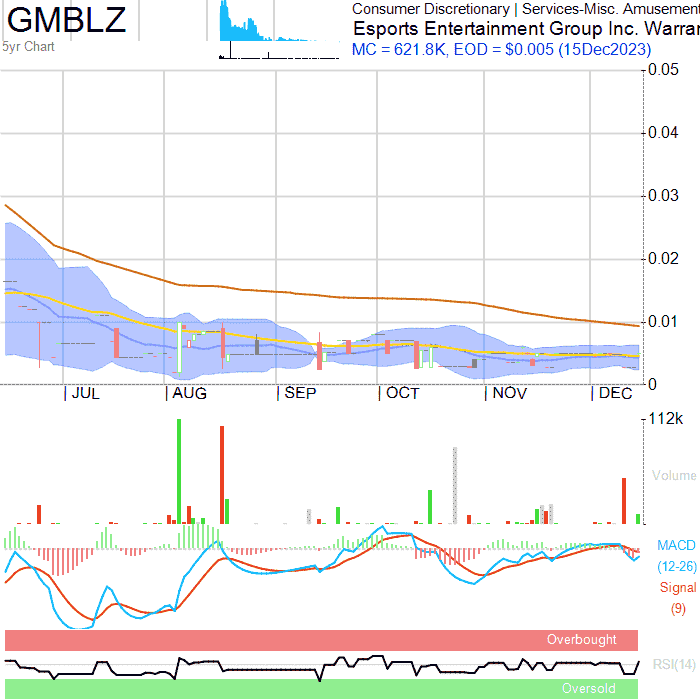 GMBLZ
5yr Chart
Consumer Discretionary | Services-Misc. Amusement
Esports Entertainment Group Inc. Warrar
MC = 621.8K, EOD = $0.005 (15Dec2023)
0.05
0.04
0.03
0.02
0.01
0
JUL AUG SEP OCT NOV DEC
112k
Volume
MACD
(12-26)
Signal
(9)
Overbought
RSI(14)
Oversold